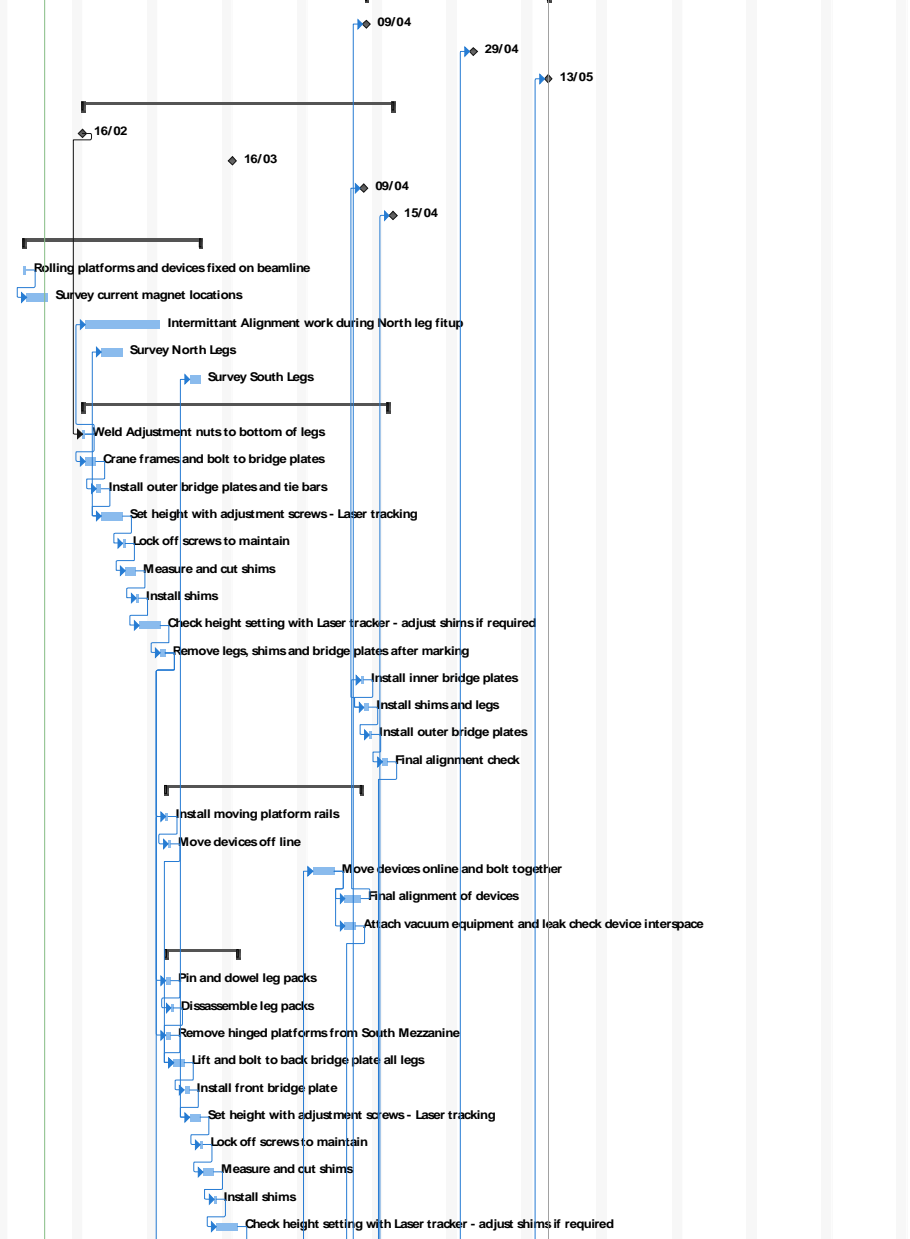 09/04
29/04
13/05
16/02
16/03
09/04
15/04
Rolling platforms and devices fixed on beamline
Survey current magnet locations
Intermittant Alignment work during North leg fitup
Survey North Legs
Survey South Legs
Weld Adjustment nuts to bottom of legs
Crane frames and bolt to bridge plates
Install outer bridge plates and tie bars
Set height with adjustment screws - Laser tracking
Lock off screws to maintain
Measure and cut shims
Install shims
Check height setting with Laser tracker - adjust shims if required
Remove legs, shims and bridge plates after marking
Install inner bridge plates
Install shims and legs
Install outer bridge plates
Final alignment check
Install moving platform rails
Move devices off line
Move devices online and bolt together
Final alignment of devices
Attach vacuum equipment and leak check device interspace
Pin and dowel leg packs
Dissassemble leg packs
Remove hinged platforms from South Mezzanine
Lift and bolt to back bridge plate all legs
Install front bridge plate
Set height with adjustment screws - Laser tracking
Lock off screws to maintain
Measure and cut shims
Install shims
Check height setting with Laser tracker - adjust shims if required